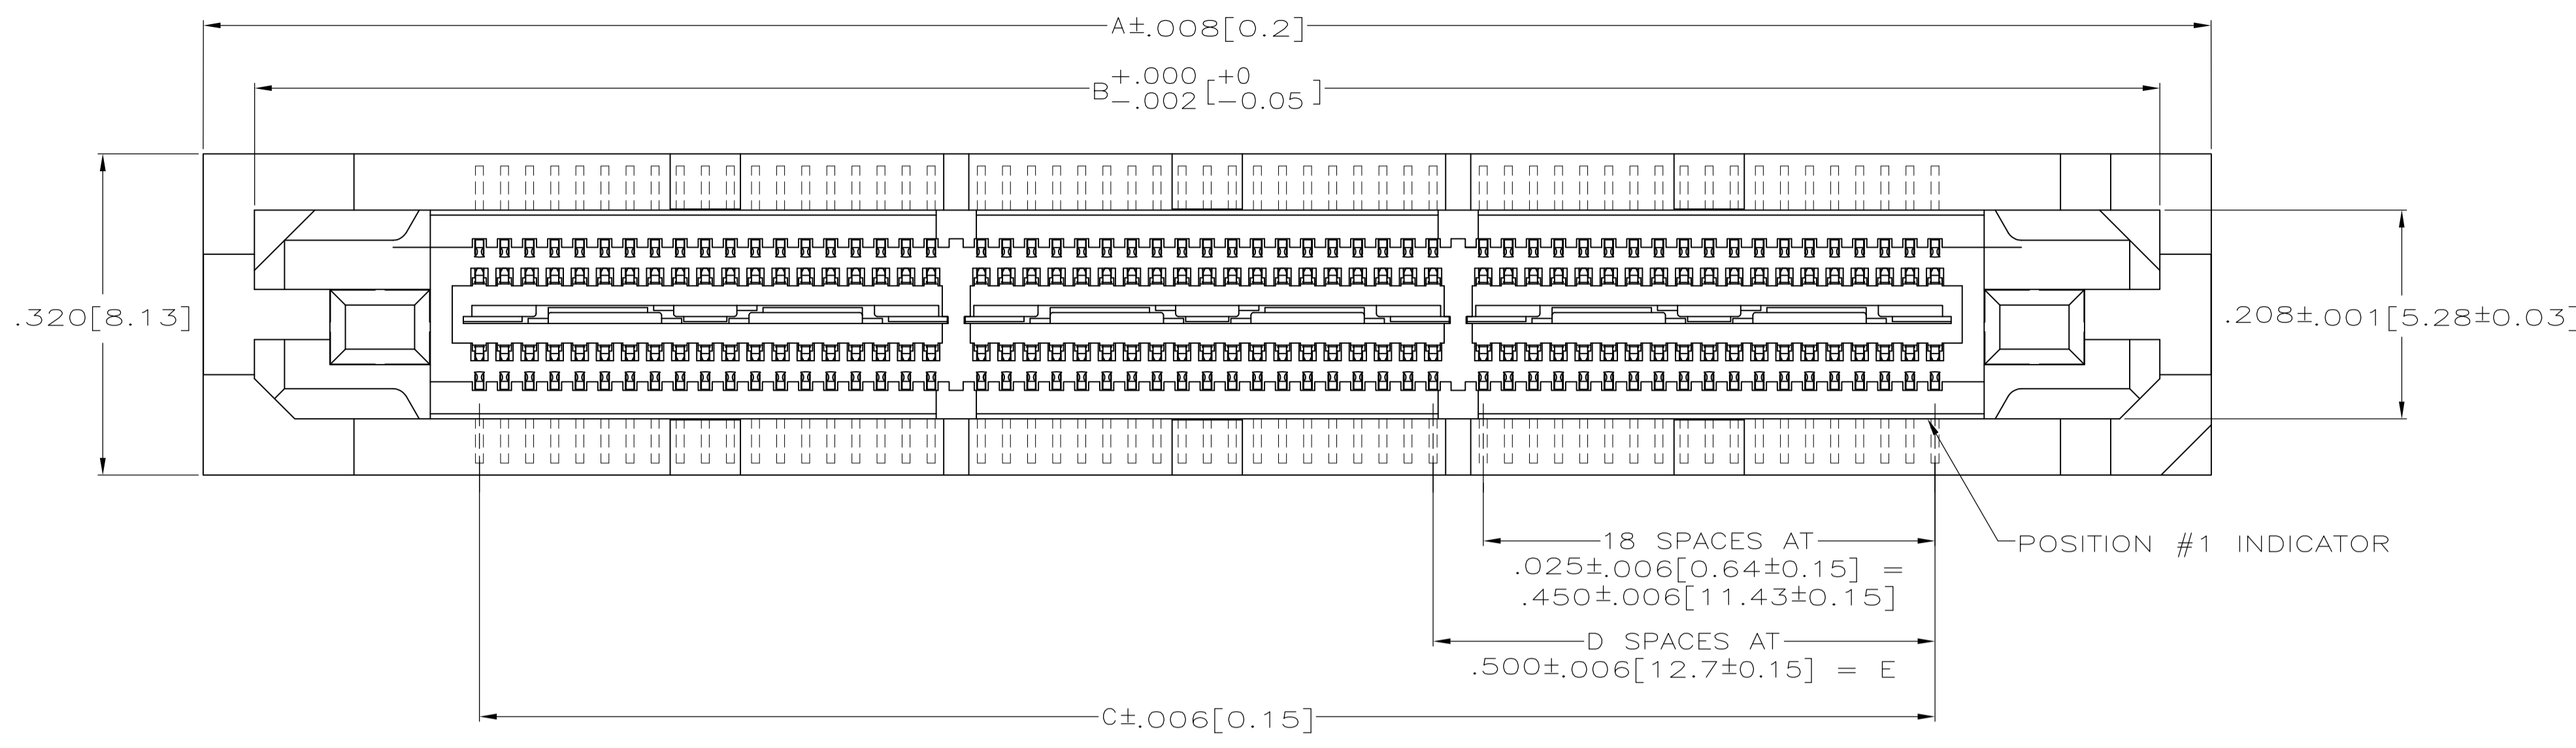 A±.008[0.2]
B+.000 -.002 [+0 -0.05]
.320[8.13]
.208±.001[5.28±0.03]
18 SPACES AT
.025±.006[0.64±0.15] =
.450±.006[11.43±0.15]
POSITION #1 INDICATOR
D SPACES AT
.500±.006[12.7±0.15] = E
C±.006[0.15]